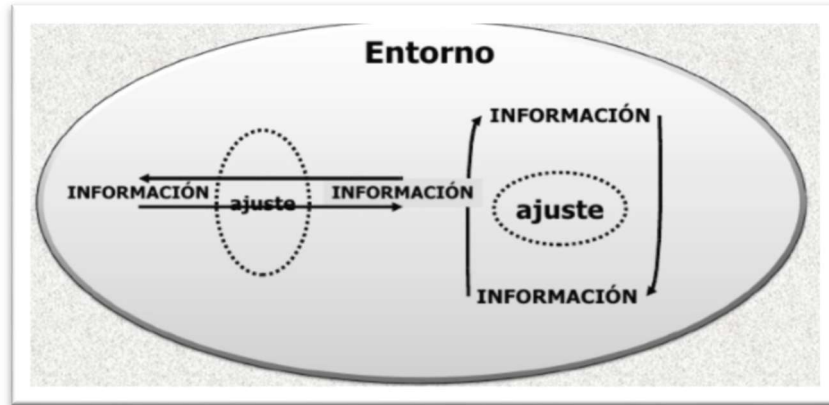 Entorno
INFORMACIÓN
INFORMACIÓN
ajuste
INFORMACIÓN
ajuste
INFORMACIÓN